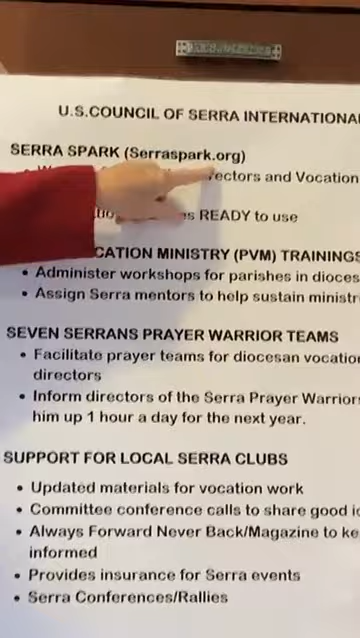 U.S.COUNCIL OF SERRA INTERNATIONA
SERRA SPARK (Serraspark.org)
rectors and Vocation
READY to use
CATION MINISTRY (PVM) TRAININGS
• Administer workshops for parishes in dioces
• Assign Serra mentors to help sustain ministr
SEVEN SERRANS PRAYER WARRIOR TEAMS
• Facilitate prayer teams for diocesan vocatio
directors
• Inform directors of the Serra Prayer Warrior
him up 1 hour a day for the next year.
SUPPORT FOR LOCAL SERRA CLUBS
• Updated materials for vocation work
• Committee conference calls to share good i
• Always Forward Never Back/Magazine to ke
informed
• Provides insurance for Serra events
• Serra Conferences/Rallies